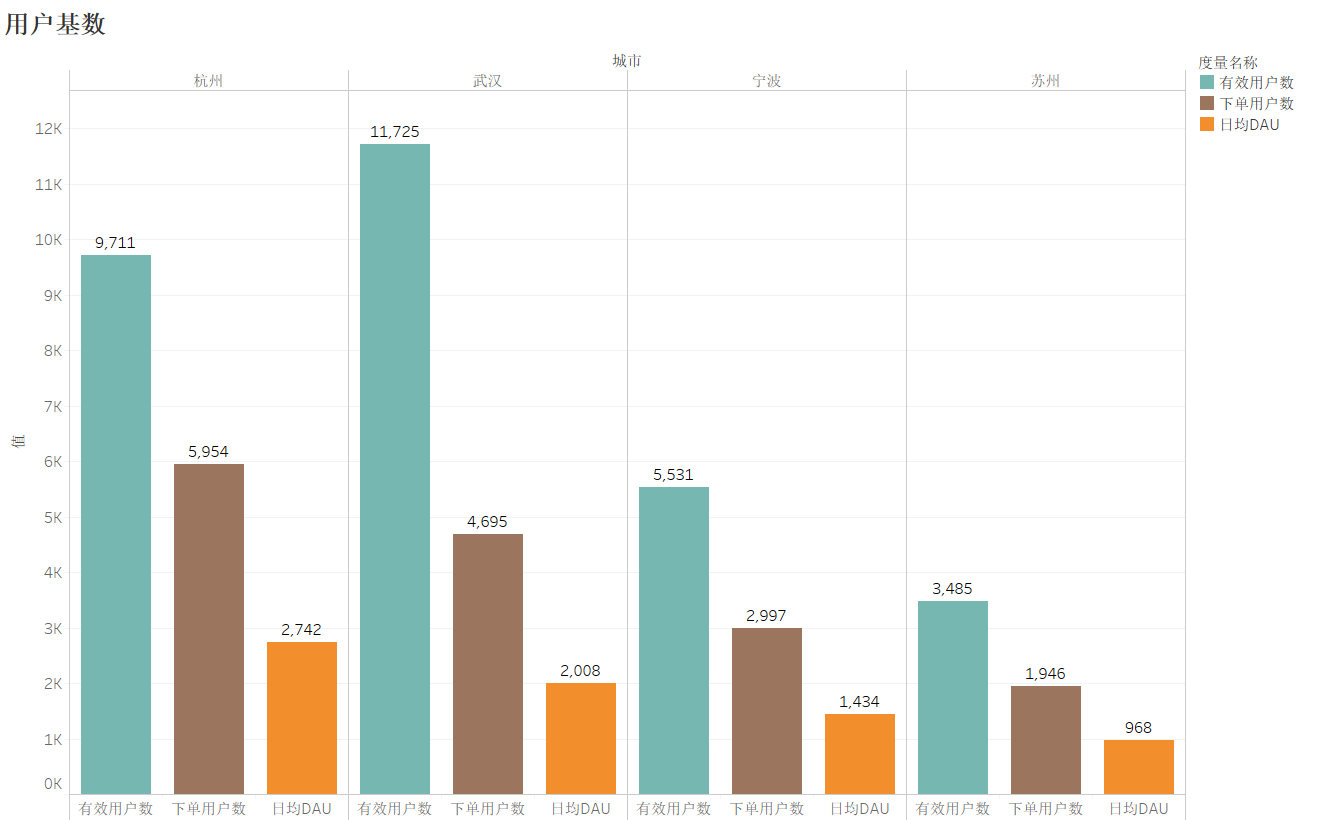 用户基数
城市
杭州 武汉 宁波 苏州
度量名称
有效用户数
下单用户数
日均DAU
值
12K
11K
10K
9K
8K
7K
6K
5K
4K
3K
2K
1K
0K
9,711
5,954
2,742
11,725
4,695
2,008
5,531
2,997
1,434
3,485
1,946
968
有效用户数 下单用户数 日均DAU 有效用户数 下单用户数 日均DAU 有效用户数 下单用户数 日均DAU 有效用户数 下单用户数 日均DAU